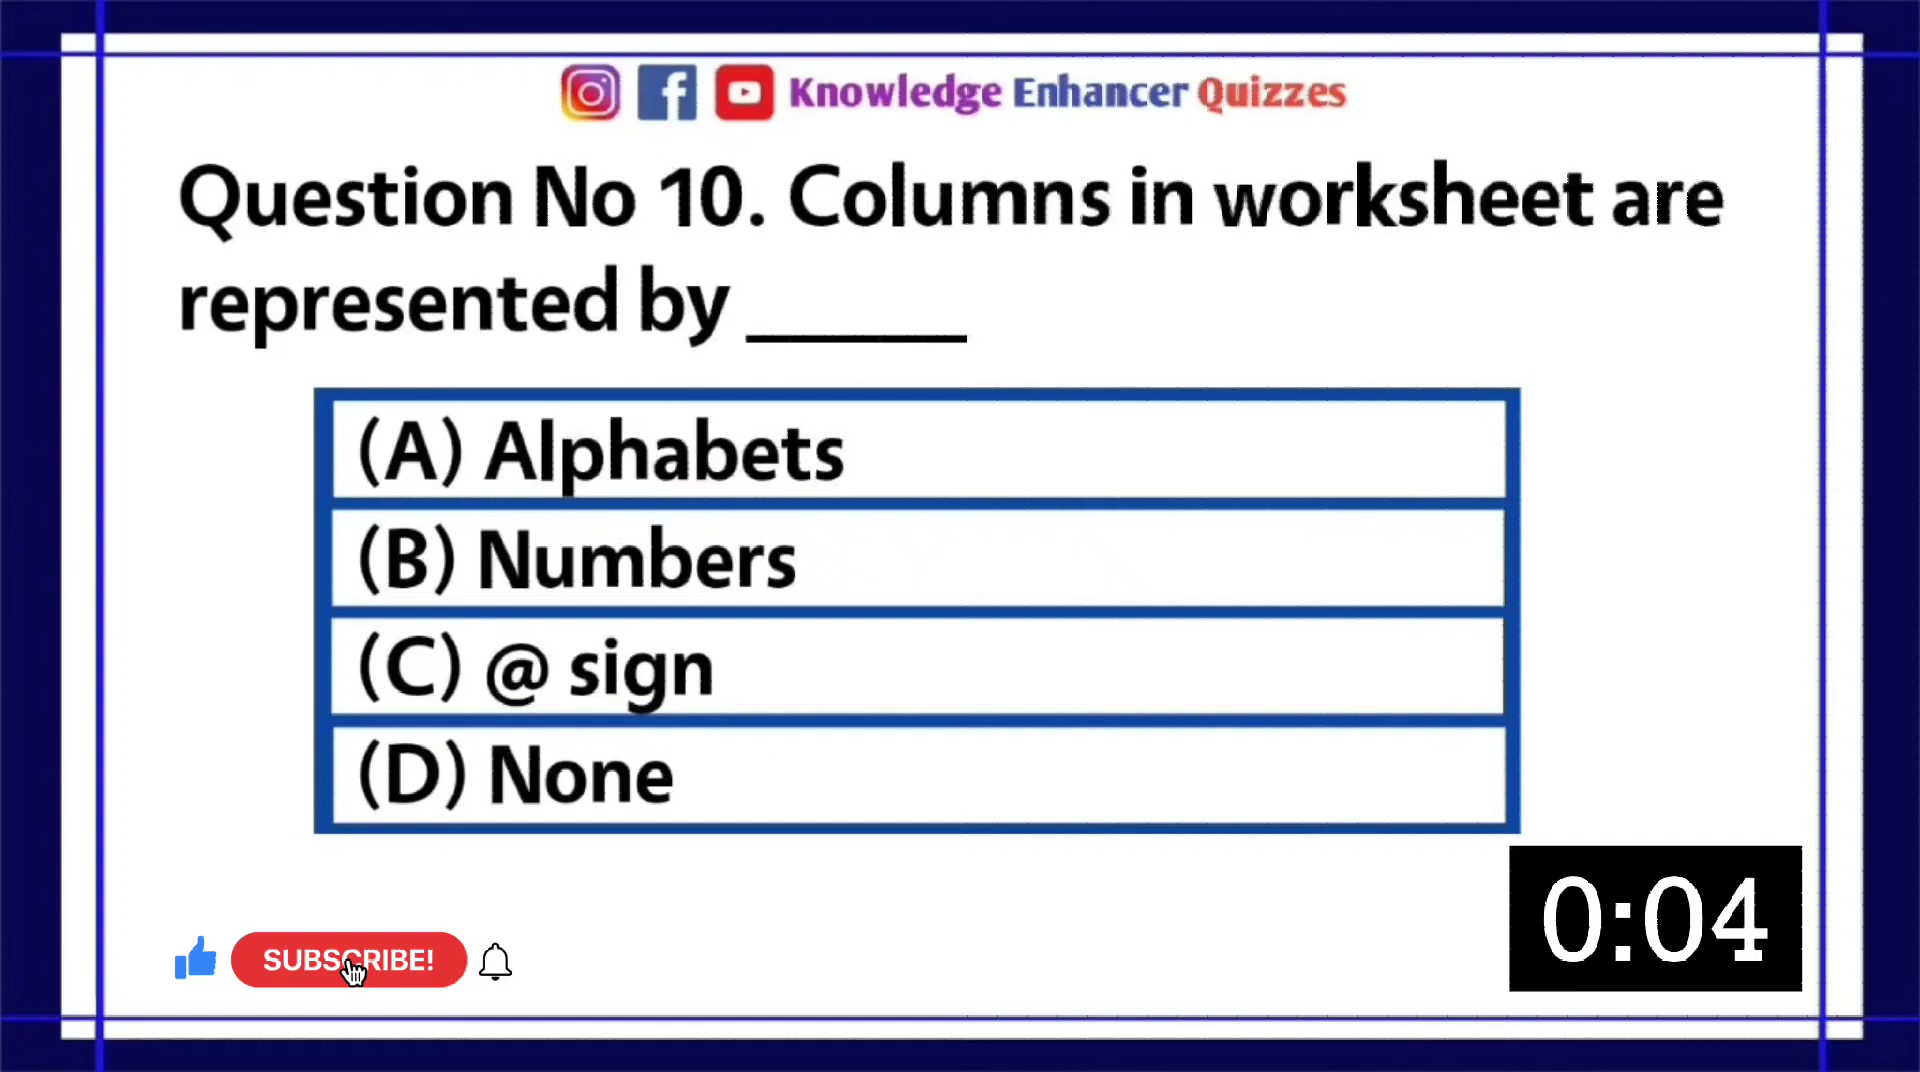 Knowledge Enhancer Quizzes
Question No 10. Columns in worksheet are
represented by ______
(A) Alphabets
(B) Numbers
(C) @ sign
(D) None
0:04
SUBSCRIBE!